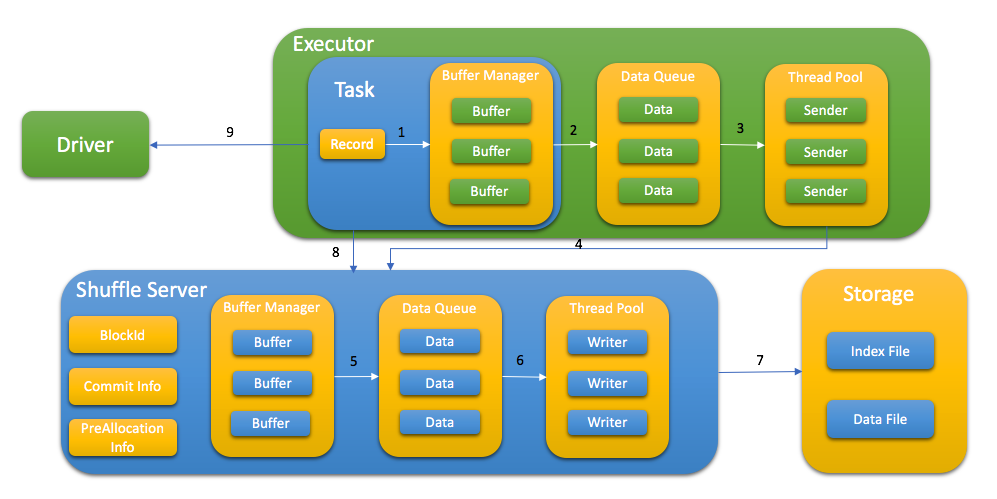 Executor
Task
Buffer Manager
Data Queue
Thread Pool
Buffer
Data
Sender
Driver
9
Record
1
Buffer
2
Data
3
Sender
Buffer
Data
Sender
8
4
Shuffle Server
Buffer Manager
Data Queue
Thread Pool
Storage
BlockId
Buffer
Data
Writer
Index File
5
6
7
Commit Info
Buffer
Data
Writer
PreAllocation
Info
Buffer
Data
Writer
Data File